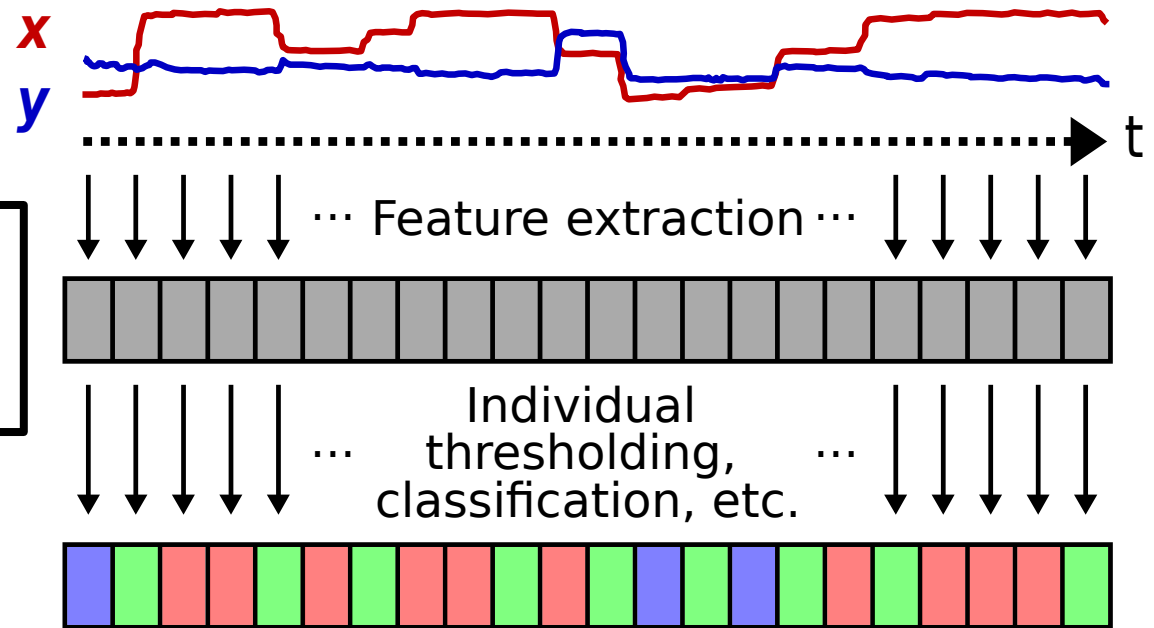 x
y
t
... Feature extraction ...
Individual
... thresholding, ...
classification, etc.